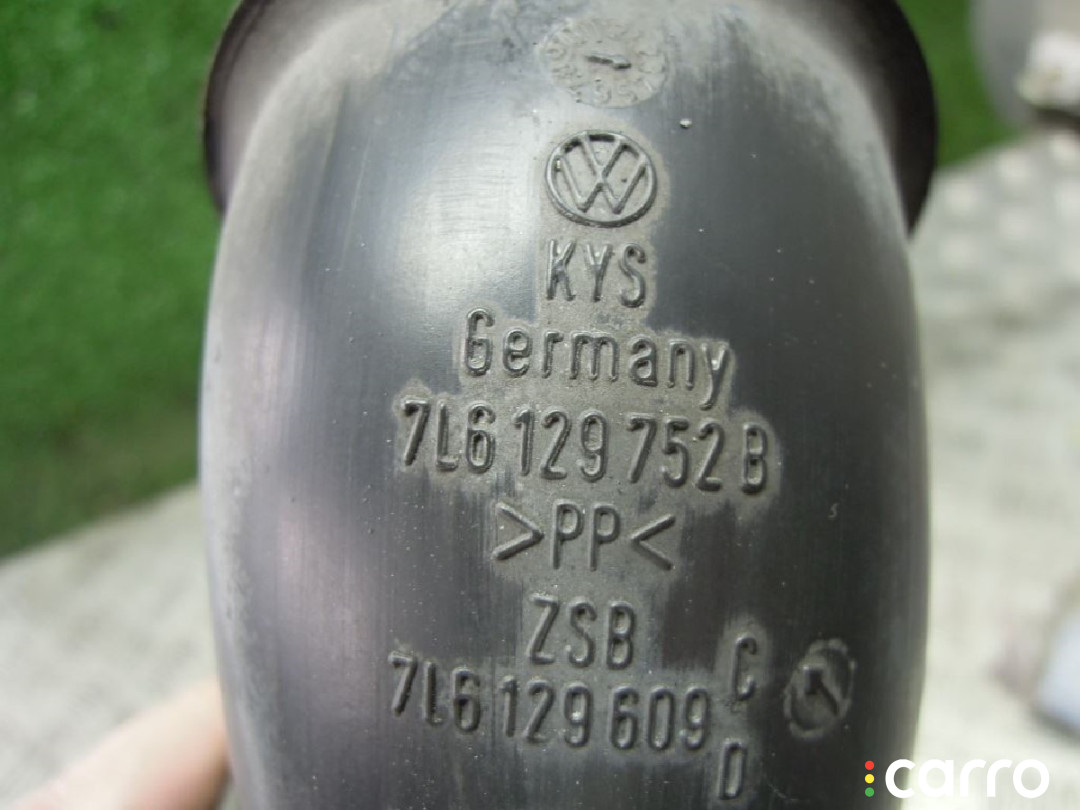 KYS
Germany
7L6 129 752 B
>PP<
ZSB
7L6 129 609 C
D
carro